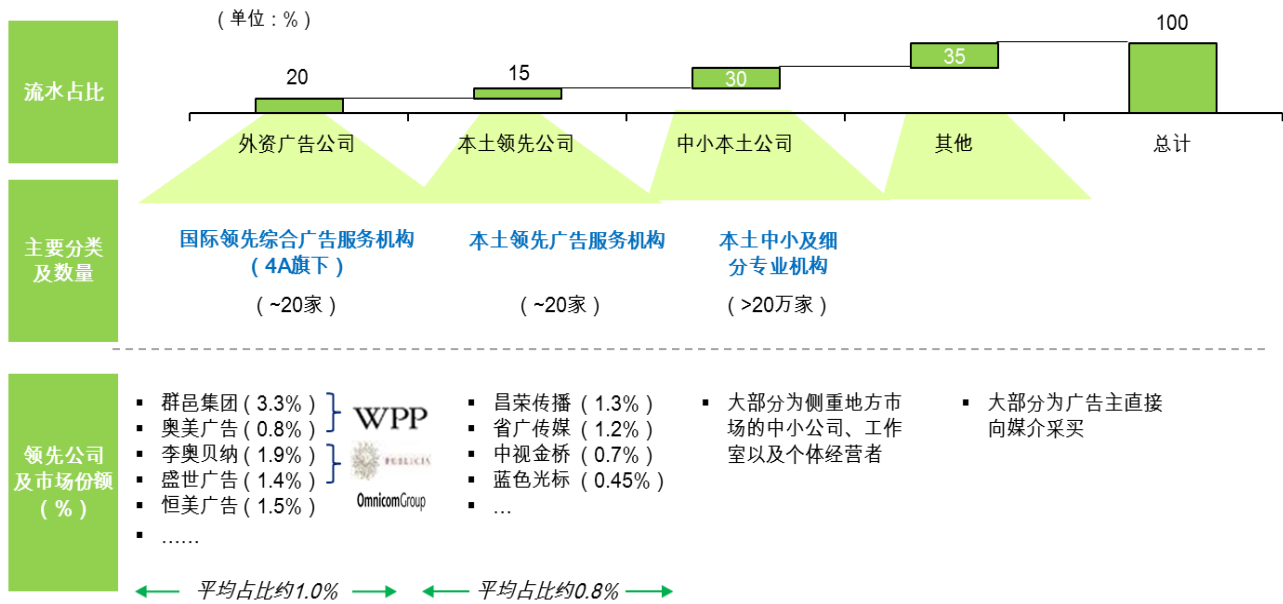 （单位：%）
流水占比
20
15
30
35
100
外资广告公司
本土领先公司
中小本土公司
其他
总计
主要分类
及数量
国际领先综合广告服务机构
（4A旗下）
（~20家）
本土领先广告服务机构
（~20家）
本土中小及细
分专业机构
（>20万家）
领先公司
及市场份额
（%）
▪ 群邑集团（3.3%）
▪ 奥美广告（0.8%）
▪ 李奥贝纳（1.9%）
▪ 盛世广告（1.4%）
▪ 恒美广告（1.5%）
▪ ……
WPP
PUBLICIS
OmnicomGroup
▪ 昌荣传播（1.3%）
▪ 省广传媒（1.2%）
▪ 中视金桥（0.7%）
▪ 蓝色光标（0.45%）
▪ …
▪ 大部分为侧重地方市
场的中小公司、工作
室以及个体经营者
▪ 大部分为广告主直接
向媒介采买
平均占比约1.0%
平均占比约0.8%